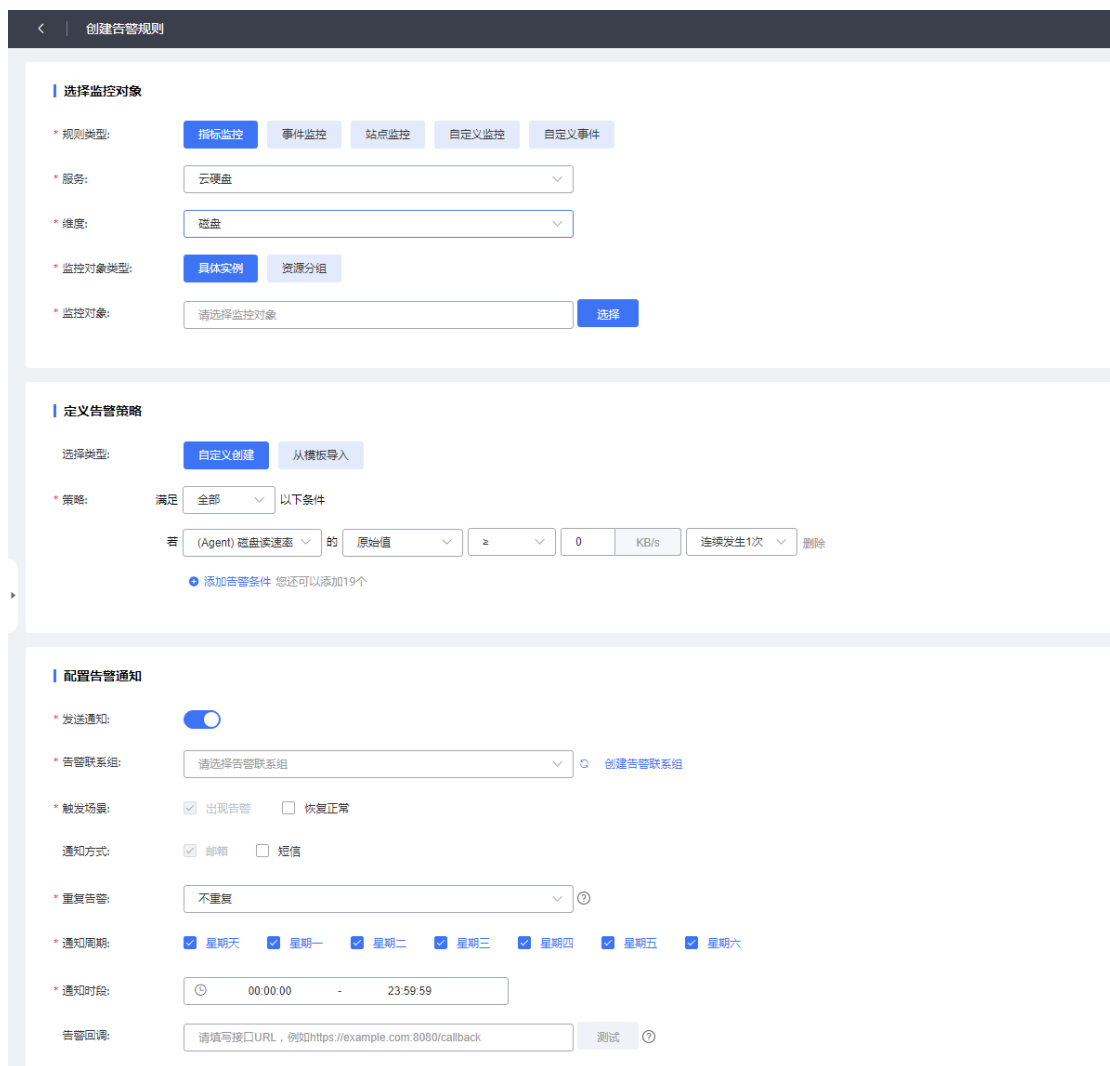 创建告警规则
选择监控对象
* 规则类型: 指标监控 事件监控 站点监控 自定义监控 自定义事件
* 服务: 云硬盘
* 维度: 磁盘
* 监控对象类型: 具体实例 资源分组
* 监控对象: 请选择监控对象 选择
定义告警策略
选择类型: 自定义创建 从模板导入
* 策略: 满足 全部 以下条件
若 (Agent) 磁盘读速率 的 原始值 ≥ 0 KB/s 连续发生1次 删除
添加告警条件 您还可以添加19个
配置告警通知
* 发送通知:
* 告警联系组: 请选择告警联系组 创建告警联系组
* 触发场景: 出现告警 恢复正常
通知方式: 邮箱 短信
* 重复告警: 不重复
* 通知周期: 星期天 星期一 星期二 星期三 星期四 星期五 星期六
* 通知时段: 00:00:00 - 23:59:59
告警回调: 请填写接口URL，例如https://example.com:8080/callback 测试